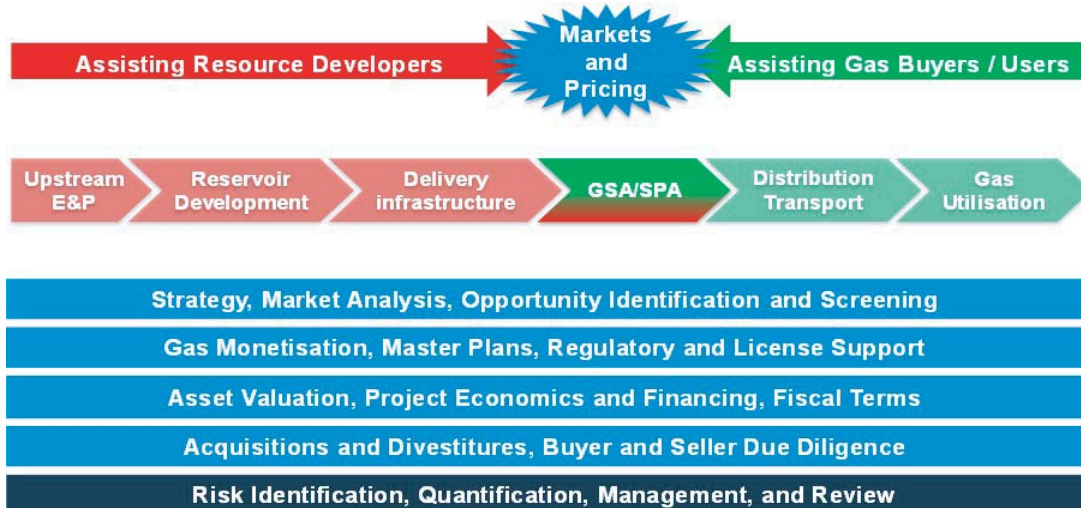 Assisting Resource Developers
Markets
and
Pricing
Assisting Gas Buyers / Users
Upstream
E&P
Reservoir
Development
Delivery
infrastructure
GSA/SPA
Distribution
Transport
Gas
Utilisation
Strategy, Market Analysis, Opportunity Identification and Screening
Gas Monetisation, Master Plans, Regulatory and License Support
Asset Valuation, Project Economics and Financing, Fiscal Terms
Acquisitions and Divestitures, Buyer and Seller Due Diligence
Risk Identification, Quantification, Management, and Review